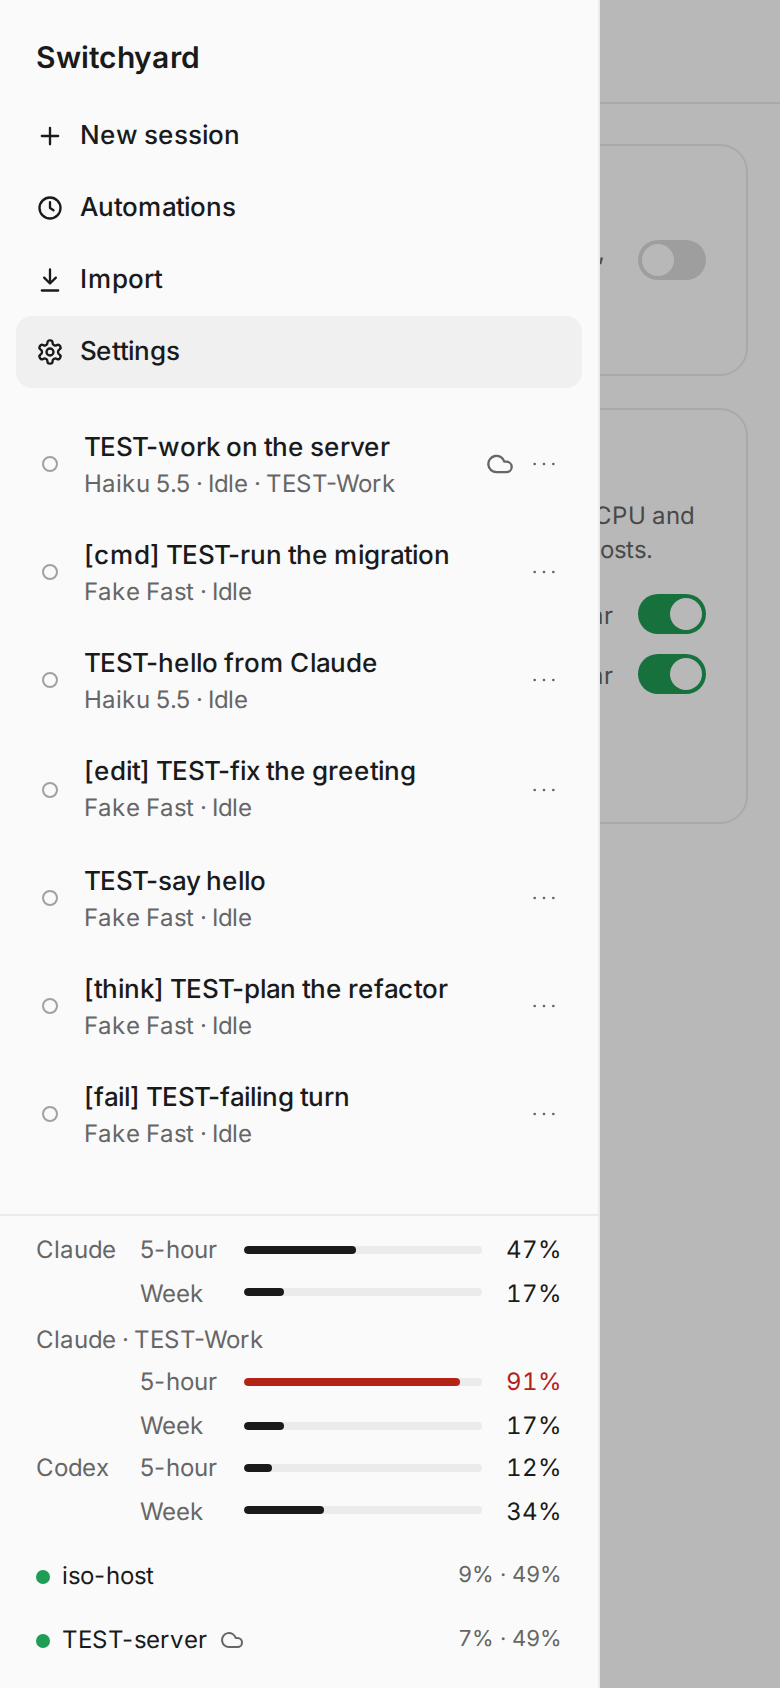 Switchyard
New session
Automations
Import
Settings
TEST-work on the server
Haiku 5.5 · Idle · TEST-Work
[cmd] TEST-run the migration
Fake Fast · Idle
TEST-hello from Claude
Haiku 5.5 · Idle
[edit] TEST-fix the greeting
Fake Fast · Idle
TEST-say hello
Fake Fast · Idle
[think] TEST-plan the refactor
Fake Fast · Idle
[fail] TEST-failing turn
Fake Fast · Idle
CPU and
osts.
Claude 5-hour 47%
Week 17%
Claude · TEST-Work
5-hour 91%
Week 17%
Codex 5-hour 12%
Week 34%
iso-host 9% · 49%
TEST-server 7% · 49%